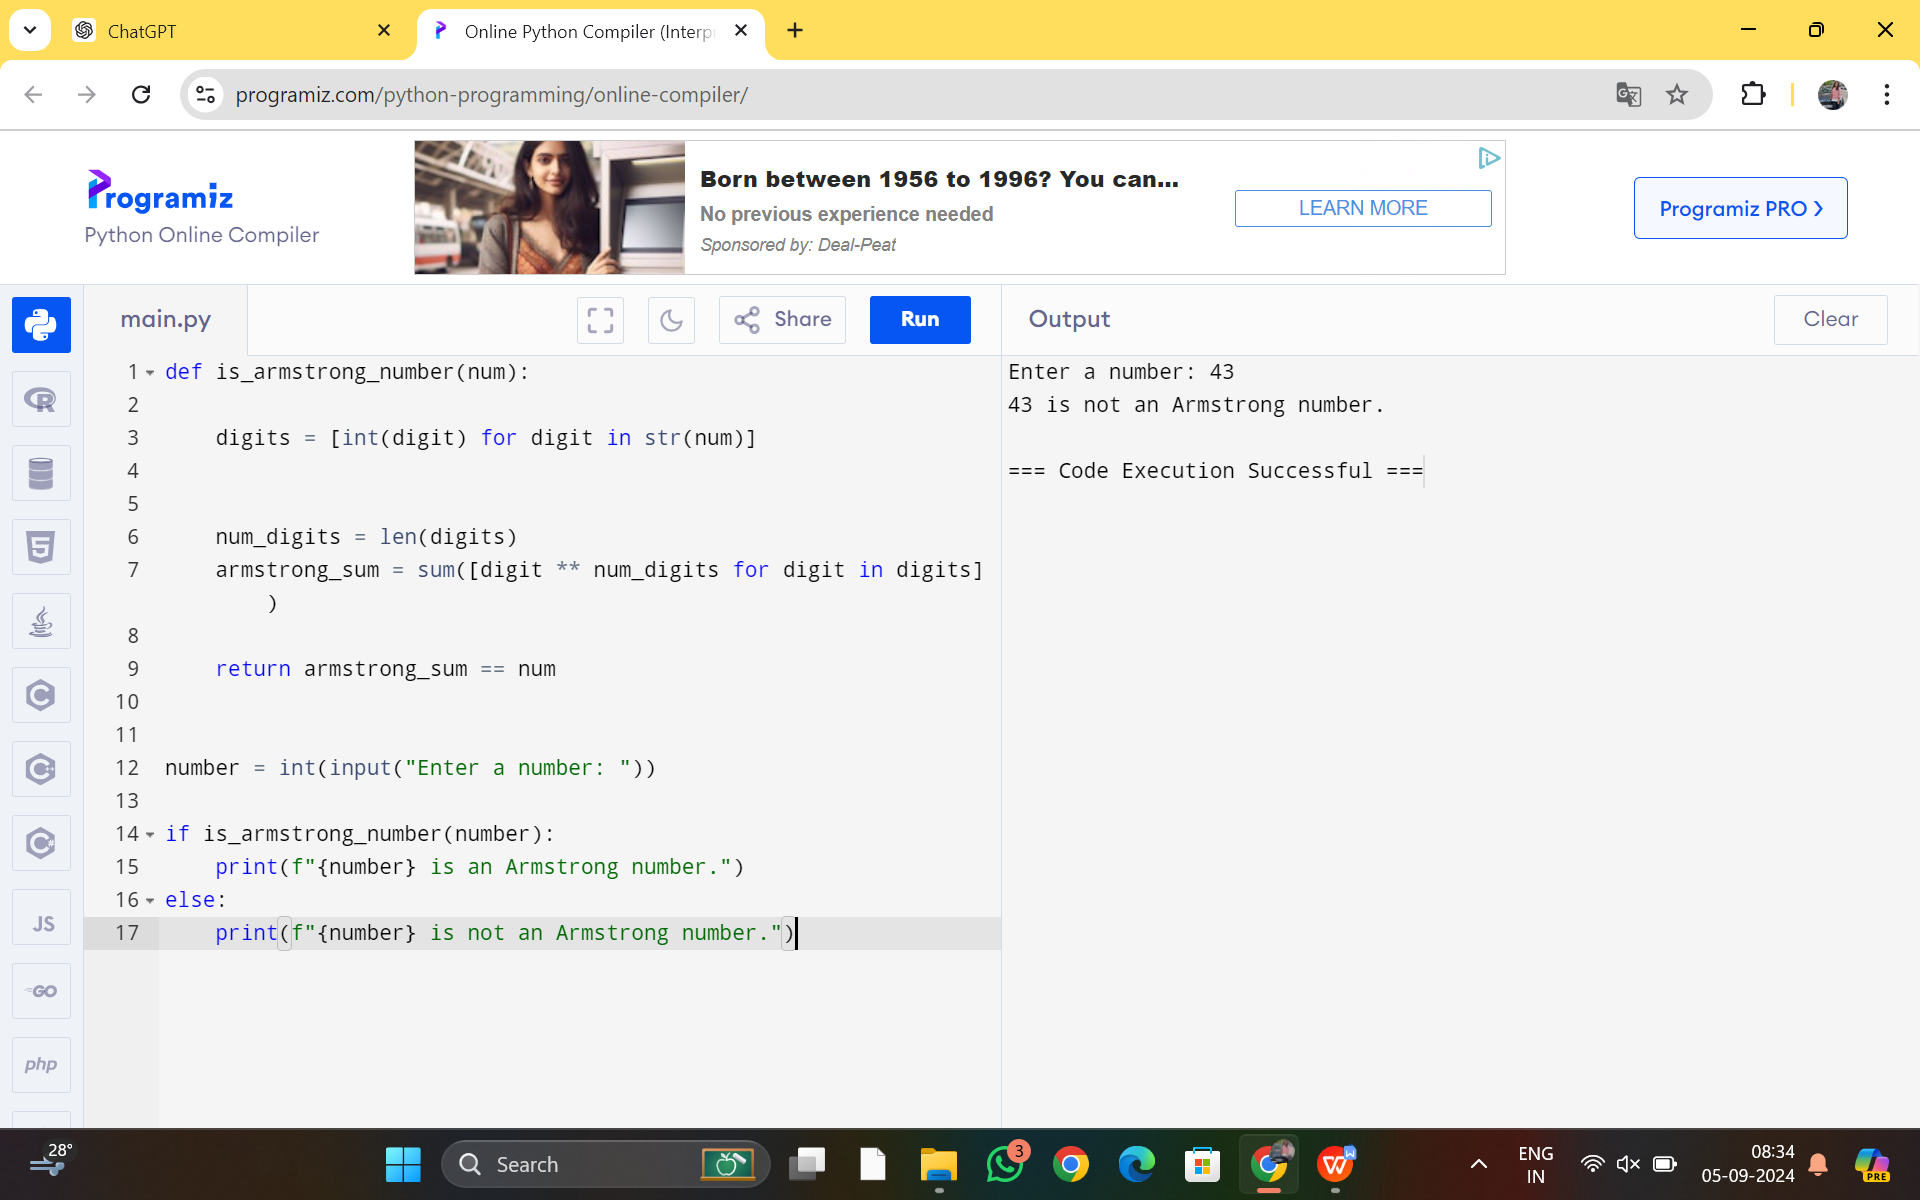 ChatGPT
Online Python Compiler (Interp
programiz.com/python-programming/online-compiler/
Programiz
Python Online Compiler
Born between 1956 to 1996? You can...
No previous experience needed
Sponsored by: Deal-Peat
LEARN MORE
Programiz PRO
main.py
Share
Run
Output
Clear
1 def is_armstrong_number(num):
2
3 digits = [int(digit) for digit in str(num)]
4
5
6 num_digits = len(digits)
7 armstrong_sum = sum([digit ** num_digits for digit in digits]
)
8
9 return armstrong_sum == num
10
11
12 number = int(input("Enter a number: "))
13
14 if is_armstrong_number(number):
15 print(f"{number} is an Armstrong number.")
16 else:
17 print(f"{number} is not an Armstrong number.")
Enter a number: 43
43 is not an Armstrong number.
=== Code Execution Successful ===
R
5
C
C
C#
JS
GO
php
28°
Search
3
W
W
ENG
IN
08:34
05-09-2024
PRE